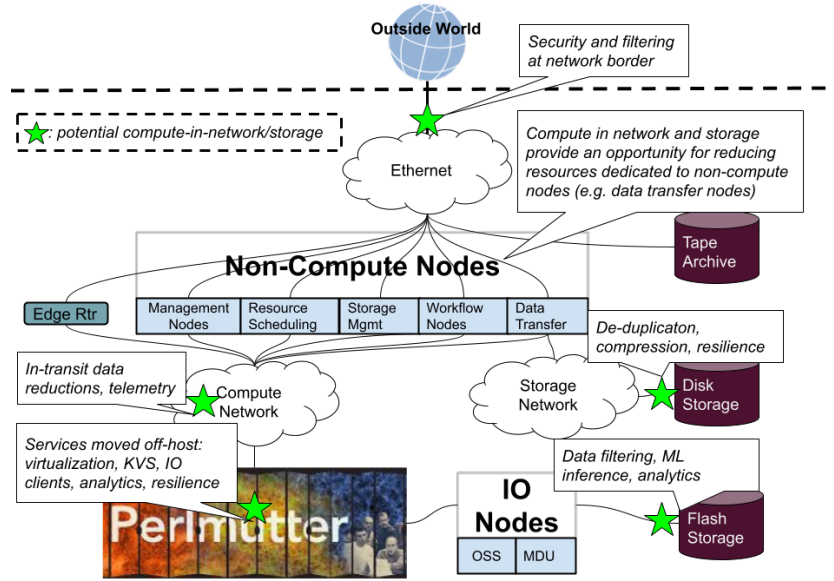 Outside World
Security and filtering
at network border
: potential compute-in-network/storage
Ethernet
Compute in network and storage
provide an opportunity for reducing
resources dedicated to non-compute
nodes (e.g. data transfer nodes)
Non-Compute Nodes
Tape
Archive
Edge Rtr
Management
Nodes
Resource
Scheduling
Storage
Mgmt
Workflow
Nodes
Data
Transfer
De-duplicaton,
compression, resilience
In-transit data
reductions, telemetry
Compute
Network
Storage
Network
Disk
Storage
Services moved off-host:
virtualization, KVS, IO
clients, analytics, resilience
Data filtering, ML
inference, analytics
Perlmutter
IO
Nodes
OSS
MDU
Flash
Storage